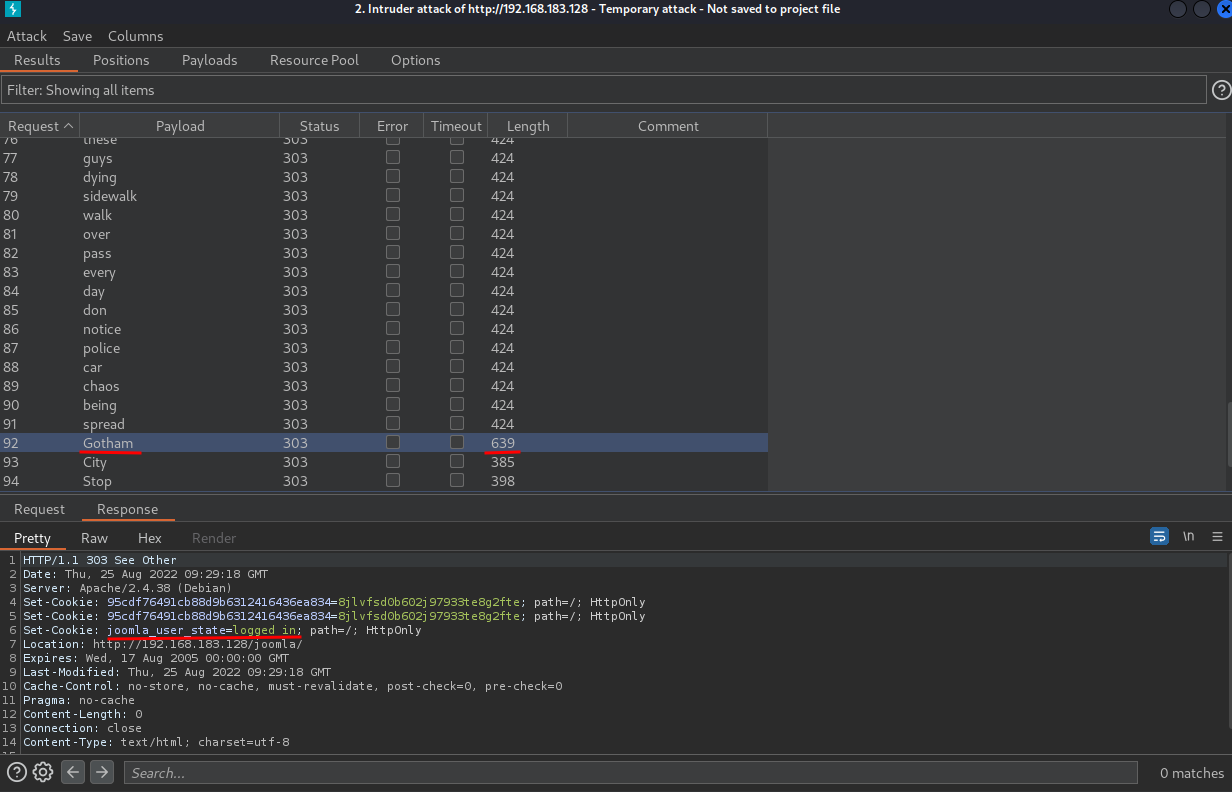 2. Intruder attack of http://192.168.183.128 - Temporary attack - Not saved to project file
Attack Save Columns
Results Positions Payloads Resource Pool Options
Filter: Showing all items
Request Payload Status Error Timeout Length Comment
76 these 303 424
77 guys 303 424
78 dying 303 424
79 sidewalk 303 424
80 walk 303 424
81 over 303 424
82 pass 303 424
83 every 303 424
84 day 303 424
85 don 303 424
86 notice 303 424
87 police 303 424
88 car 303 424
89 chaos 303 424
90 being 303 424
91 spread 303 424
92 Gotham 303 639
93 City 303 385
94 Stop 303 398
Request Response
Pretty Raw Hex Render \n
1 HTTP/1.1 303 See Other
2 Date: Thu, 25 Aug 2022 09:29:18 GMT
3 Server: Apache/2.4.38 (Debian)
4 Set-Cookie: 95cdf76491cb88d9b6312416436ea834=8jlvfsd0b602j97933te8g2fte; path=/; HttpOnly
5 Set-Cookie: 95cdf76491cb88d9b6312416436ea834=8jlvfsd0b602j97933te8g2fte; path=/; HttpOnly
6 Set-Cookie: joomla_user_state=logged_in; path=/; HttpOnly
7 Location: http://192.168.183.128/joomla/
8 Expires: Wed, 17 Aug 2005 00:00:00 GMT
9 Last-Modified: Thu, 25 Aug 2022 09:29:18 GMT
10 Cache-Control: no-store, no-cache, must-revalidate, post-check=0, pre-check=0
11 Pragma: no-cache
12 Content-Length: 0
13 Connection: close
14 Content-Type: text/html; charset=utf-8
15
Search... 0 matches